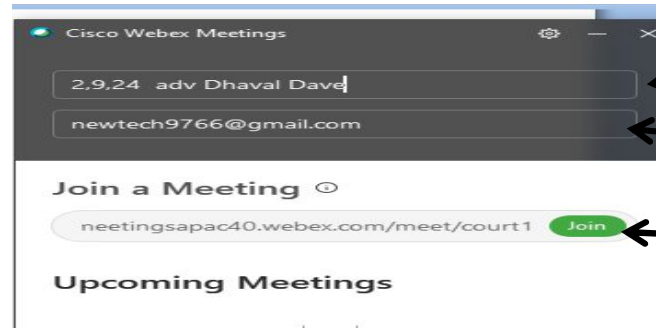 Cisco Webex Meetings
2,9,24 adv Dhaval Dave
newtech9766@gmail.com
Join a Meeting
neetingsapac40.webex.com/meet/court1 Join
Upcoming Meetings